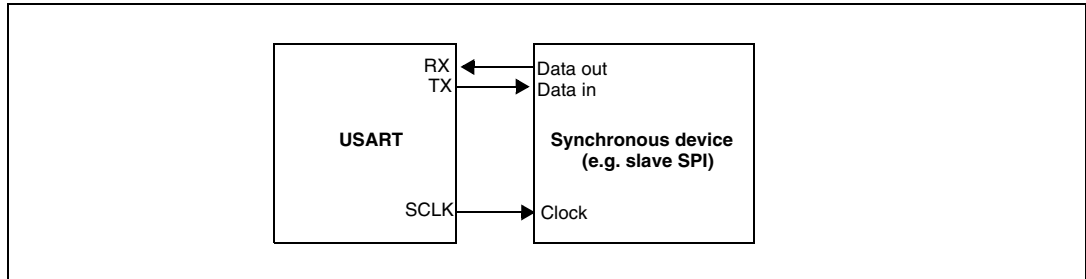 RX
TX
USART
SCLK
Data out
Data in
Synchronous device
(e.g. slave SPI)
Clock